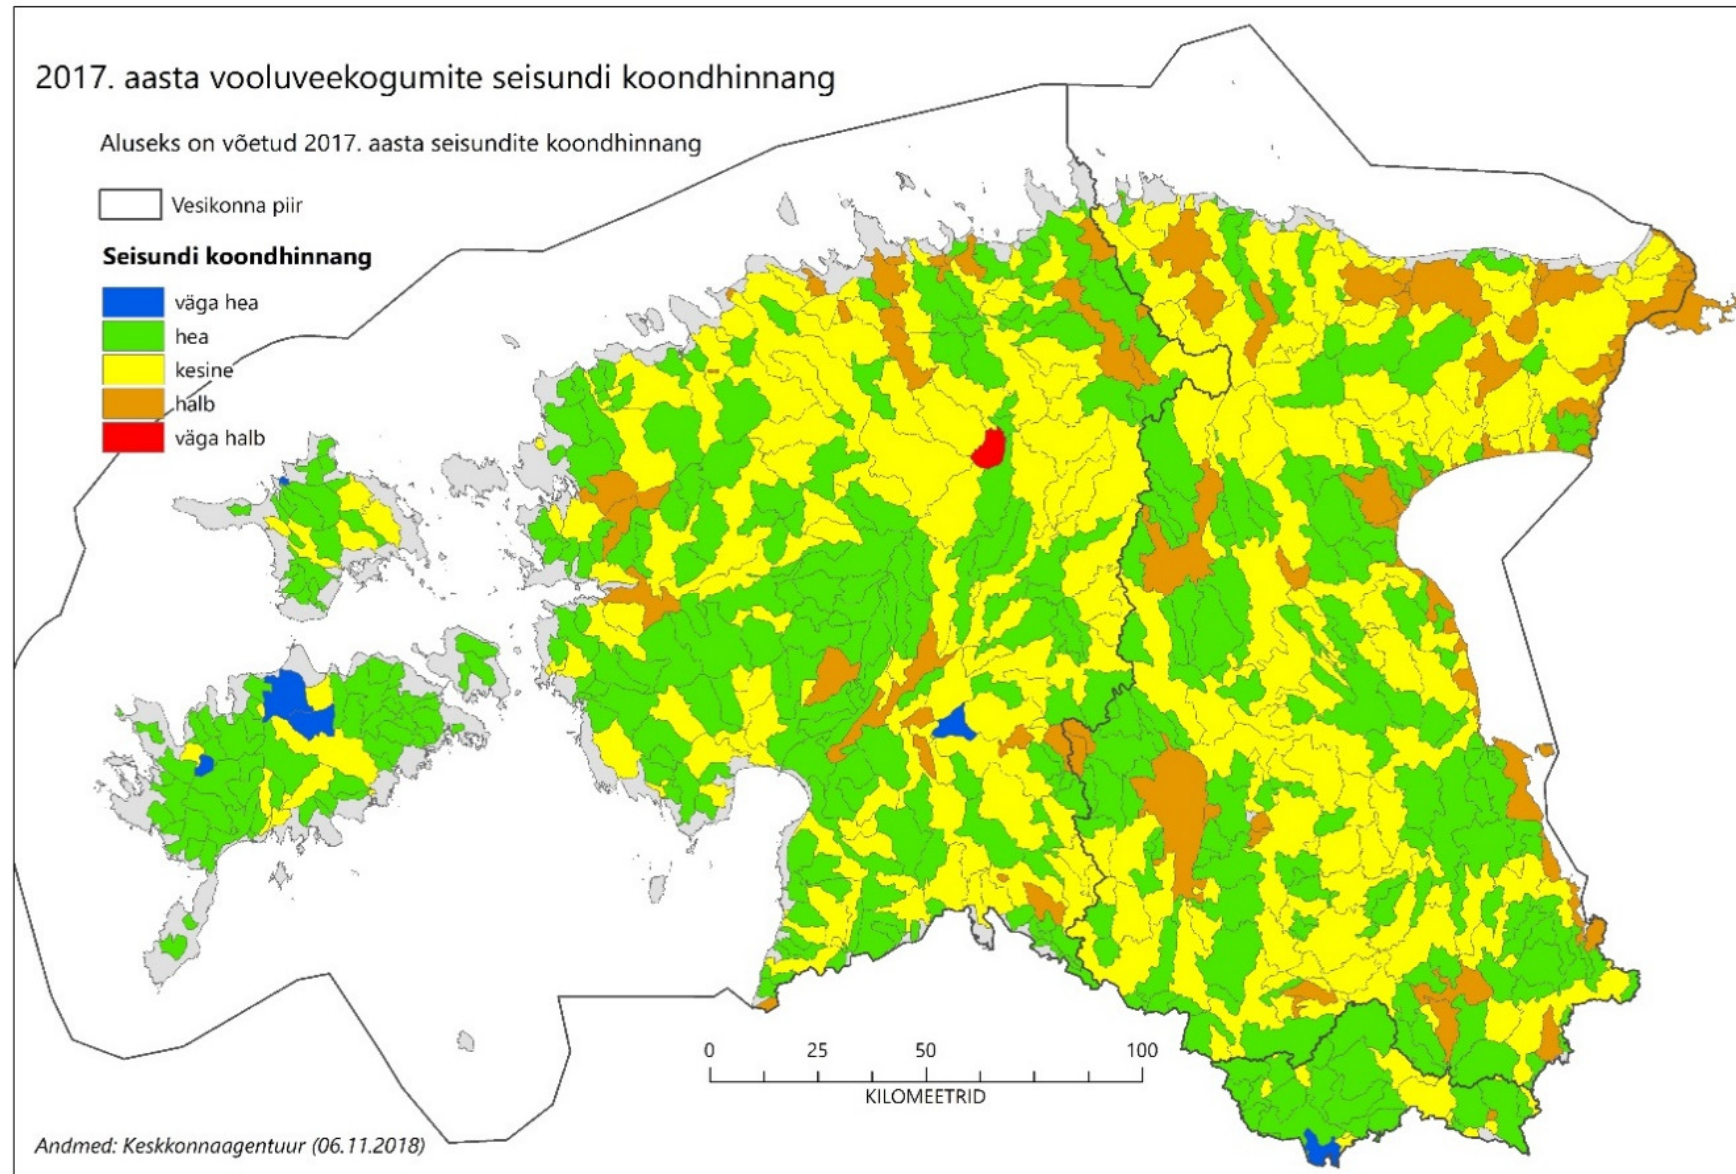 2017. aasta vooluveekogumite seisundi koondhinnang
Aluseks on võetud 2017. aasta seisundite koondhinnang
Vesikonna piir
Seisundi koondhinnang
väga hea
hea
kesine
halb
väga halb
0 25 50 100
KILOMEETRID
Andmed: Keskkonnaagentuur (06.11.2018)